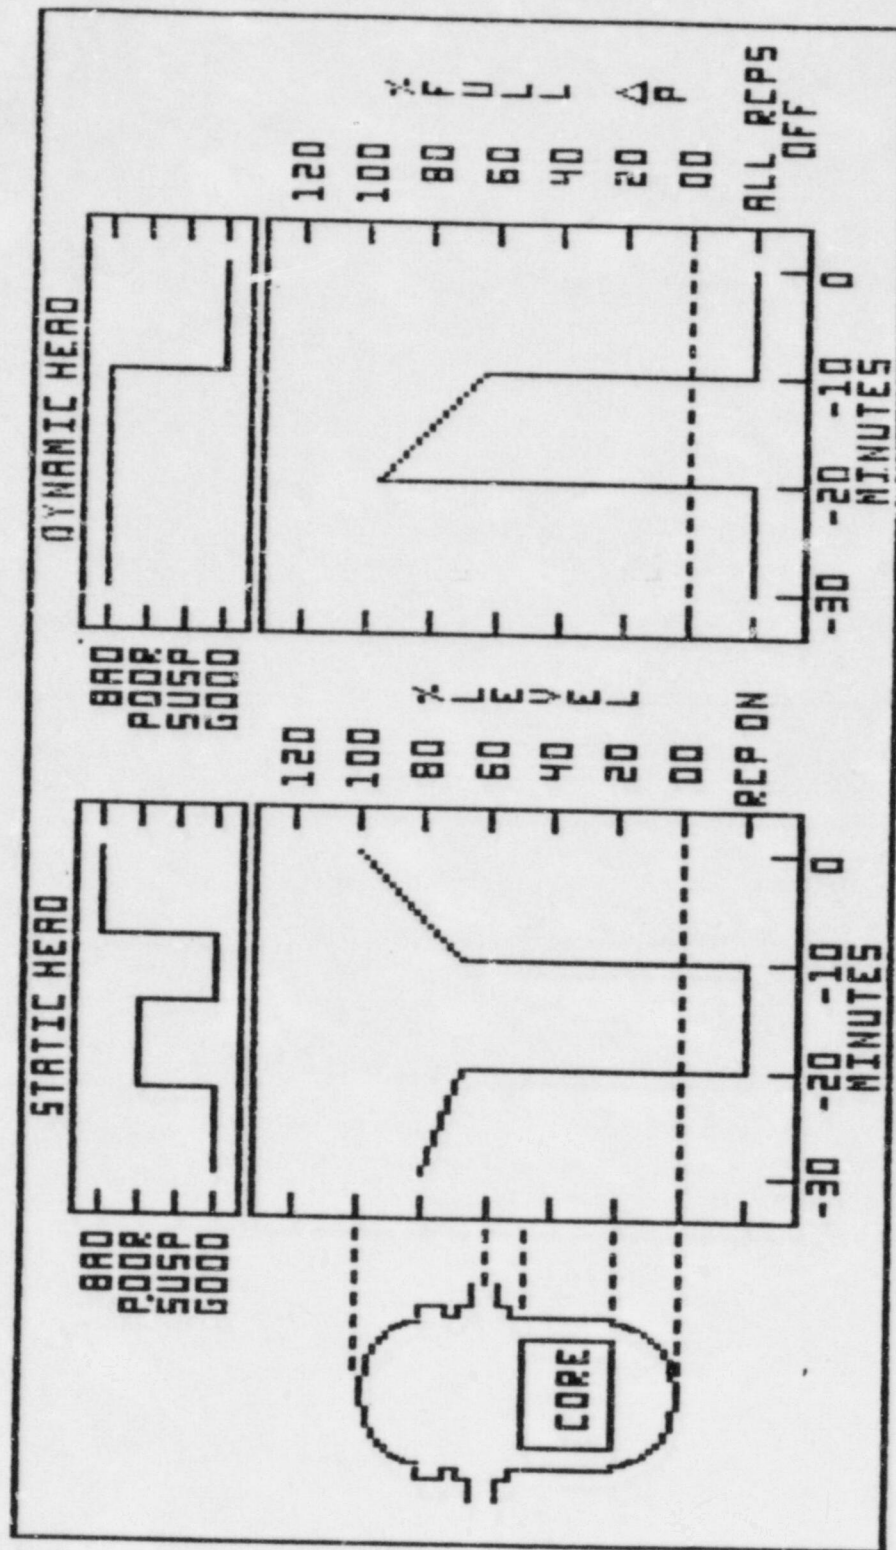 STATIC HEAD
BAD
POOR
SUSP
GOOD
120
100
80
60
40
20
00
RCP ON
% LEVEL
-30 -20 -10 0
MINUTES
CORE
DYNAMIC HEAD
BAD
POOR
SUSP
GOOD
120
100
80
60
40
20
00
ALL RCPS
OFF
% FULL ΔP
-30 -20 -10 0
MINUTES